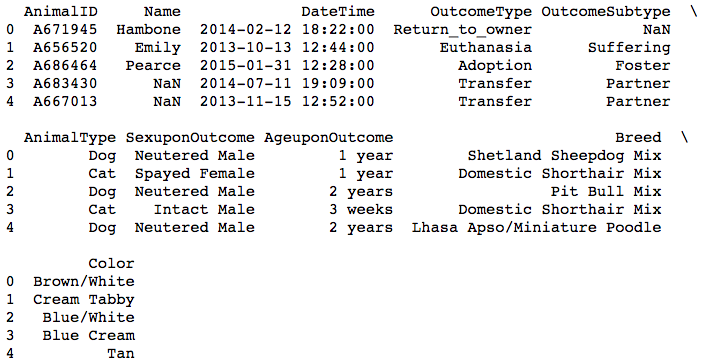 AnimalID Name DateTime OutcomeType OutcomeSubtype \
0 A671945 Hambone 2014-02-12 18:22:00 Return_to_owner NaN
1 A656520 Emily 2013-10-13 12:44:00 Euthanasia Suffering
2 A686464 Pearce 2015-01-31 12:28:00 Adoption Foster
3 A683430 NaN 2014-07-11 19:09:00 Transfer Partner
4 A667013 NaN 2013-11-15 12:52:00 Transfer Partner
AnimalType SexuponOutcome AgeuponOutcome Breed \
0 Dog Neutered Male 1 year Shetland Sheepdog Mix
1 Cat Spayed Female 1 year Domestic Shorthair Mix
2 Dog Neutered Male 2 years Pit Bull Mix
3 Cat Intact Male 3 weeks Domestic Shorthair Mix
4 Dog Neutered Male 2 years Lhasa Apso/Miniature Poodle
Color
0 Brown/White
1 Cream Tabby
2 Blue/White
3 Blue Cream
4 Tan